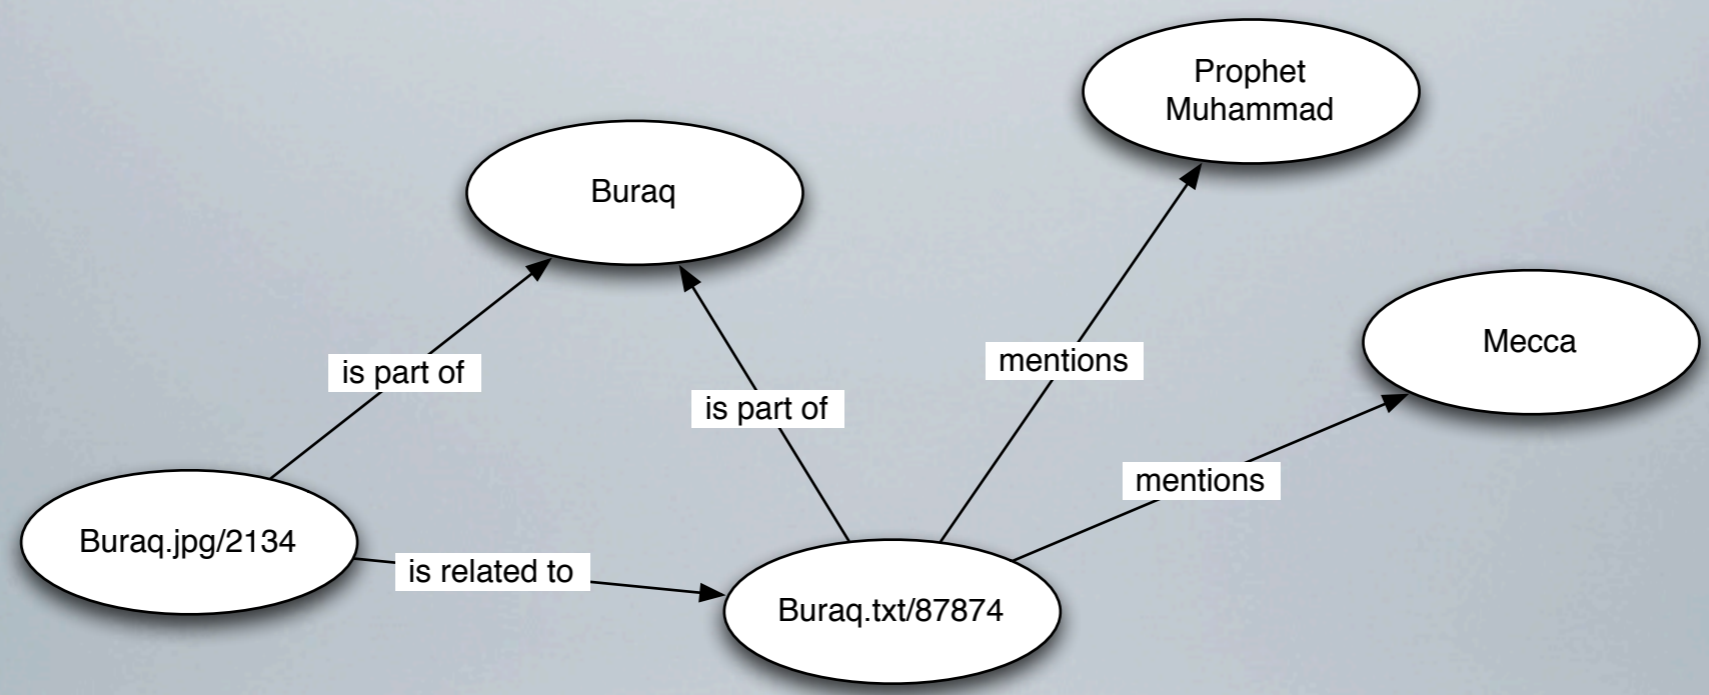 Prophet
Muhammad
Buraq
Mecca
mentions
is part of
is part of
mentions
Buraq.jpg/2134
is related to
Buraq.txt/87874